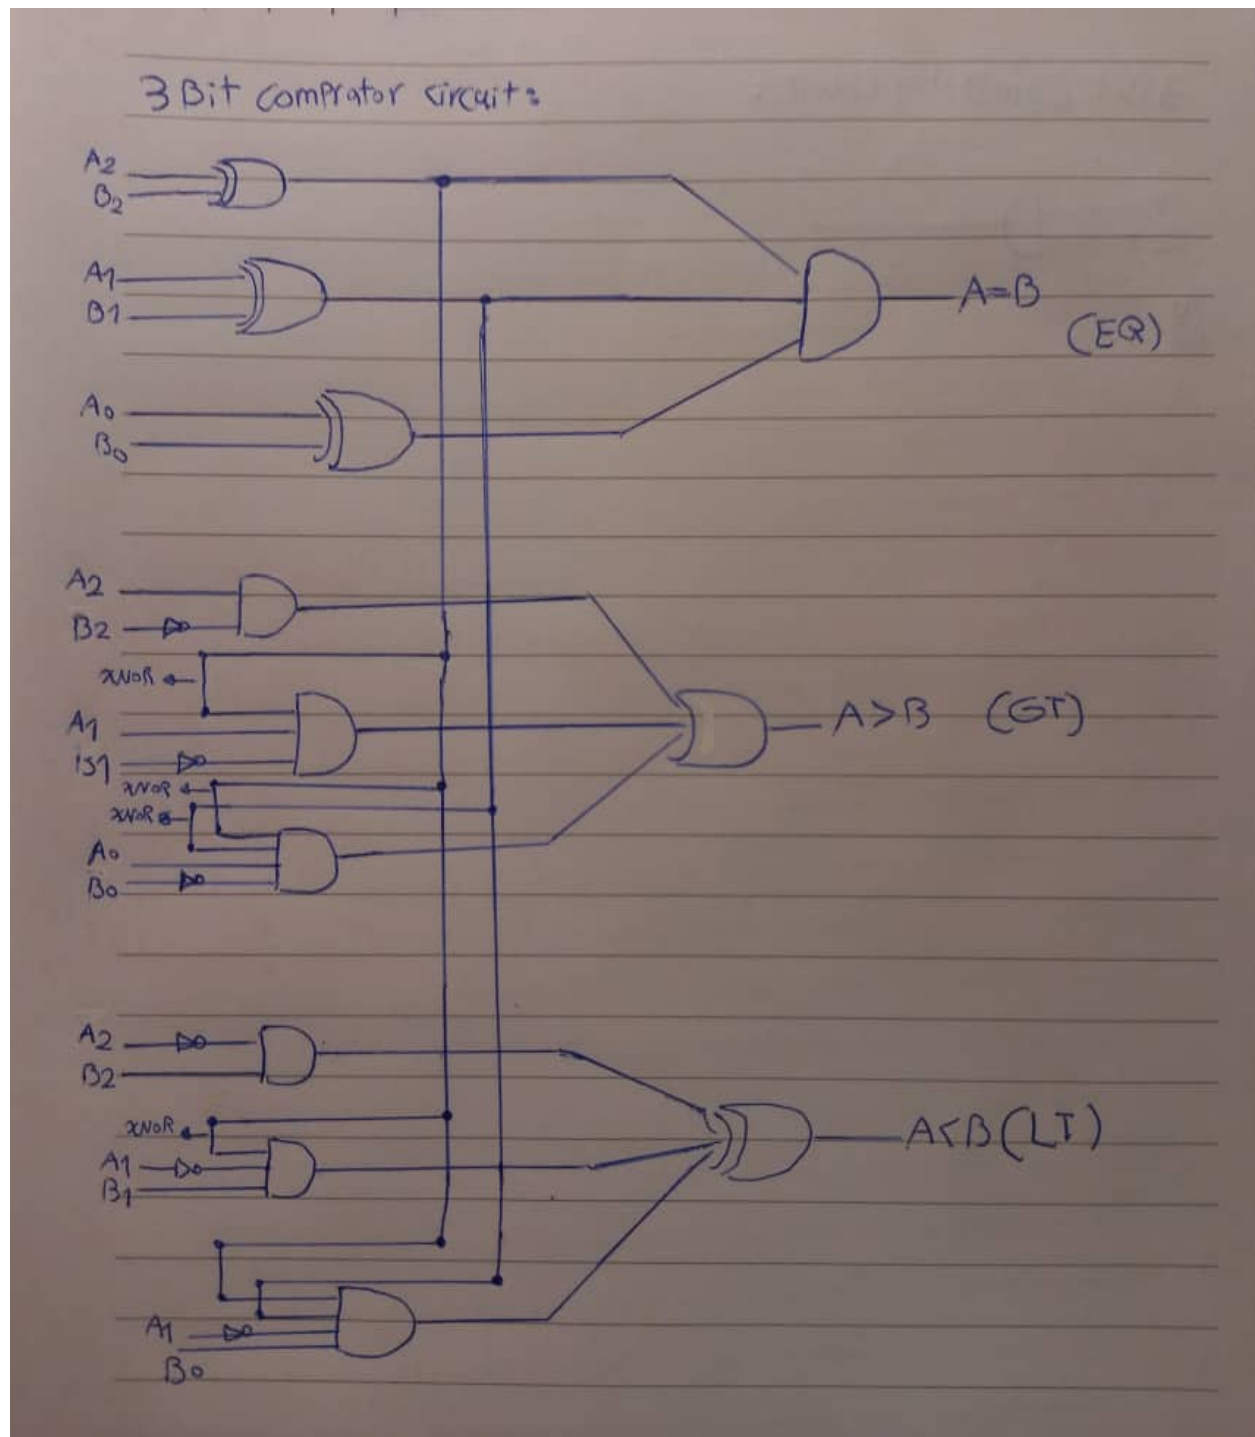 3 Bit Comprator circuit:
A2
B2
A1
B1
A=B
(EQ)
A0
B0
A2
B2
XNOR
A1
B1
A>B (GT)
XNOR
XNOR
A0
B0
A2
B2
XNOR
A<B (LT)
A1
B1
A1
B0